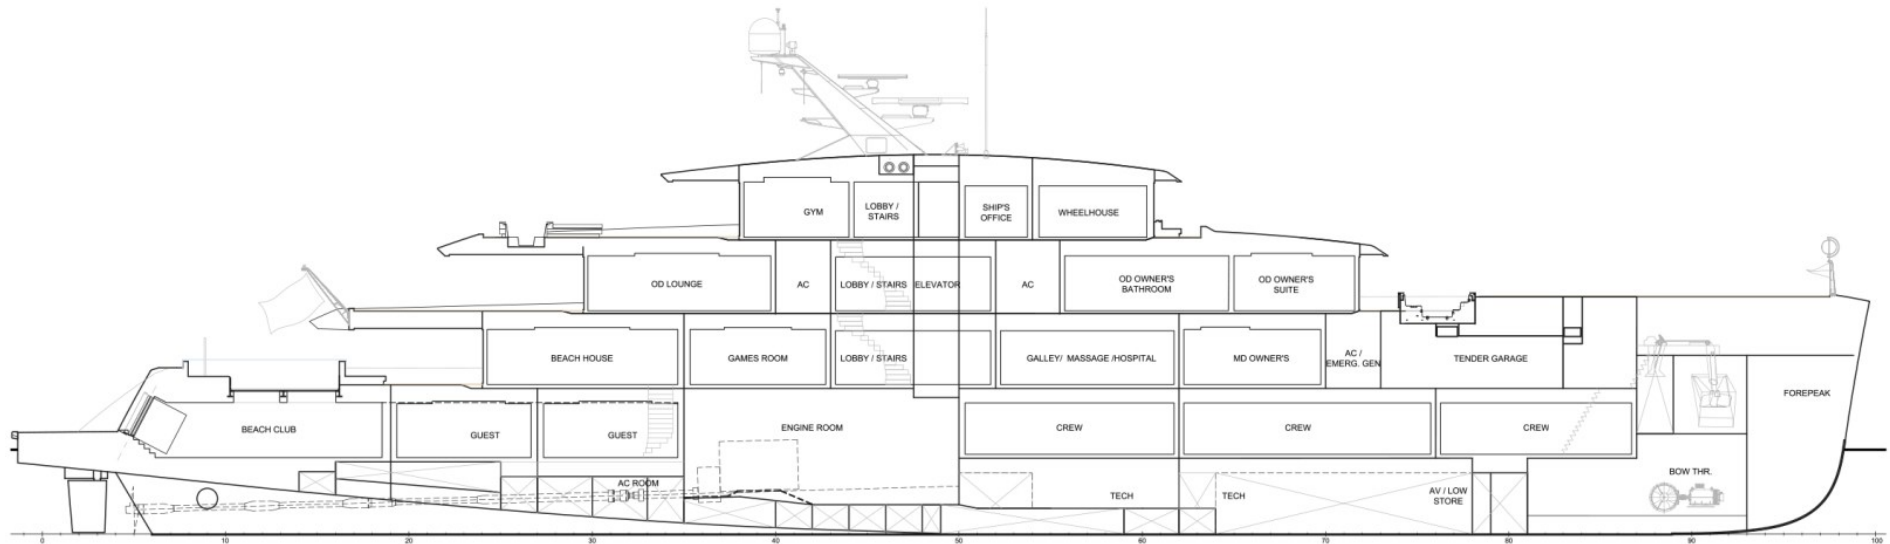 GYM
LOBBY /
STAIRS
SHIP'S
OFFICE
WHEELHOUSE
OD LOUNGE
AC
LOBBY / STAIRS
ELEVATOR
AC
OD OWNER'S
BATHROOM
OD OWNER'S
SUITE
BEACH HOUSE
GAMES ROOM
LOBBY / STAIRS
GALLEY/ MASSAGE /HOSPITAL
MD OWNER'S
AC /
EMERG. GEN
TENDER GARAGE
FOREPEAK
BEACH CLUB
GUEST
GUEST
ENGINE ROOM
CREW
CREW
CREW
AC ROOM
TECH
TECH
AV / LOW
STORE
BOW THR.
0 10 20 30 40 50 60 70 80 90 100